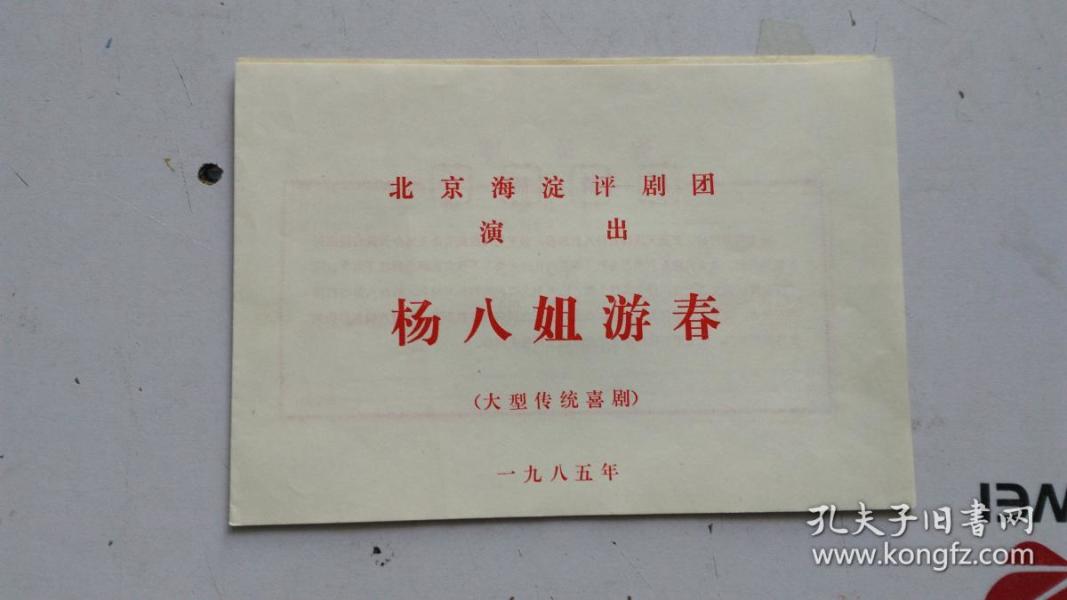 北京海淀评剧团
演出
杨八姐游春
（大型传统喜剧）
一九八五年
孔夫子旧书网
www.kongfz.com